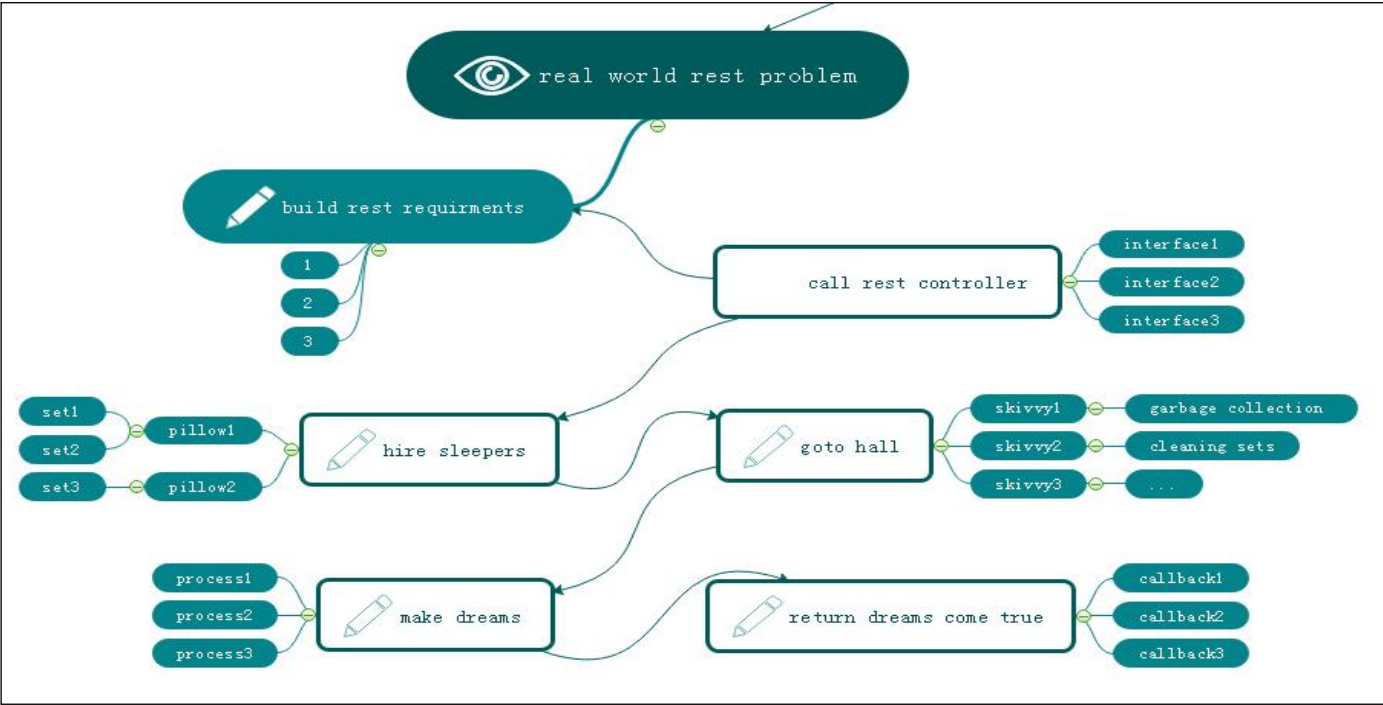 real world rest problem
build rest requirments
1
2
3
call rest controller
interface1
interface2
interface3
set1
set2
set3
pillow1
pillow2
hire sleepers
goto hall
skivvy1
garbage collection
skivvy2
cleaning sets
skivvy3
...
process1
process2
process3
make dreams
return dreams come true
callback1
callback2
callback3